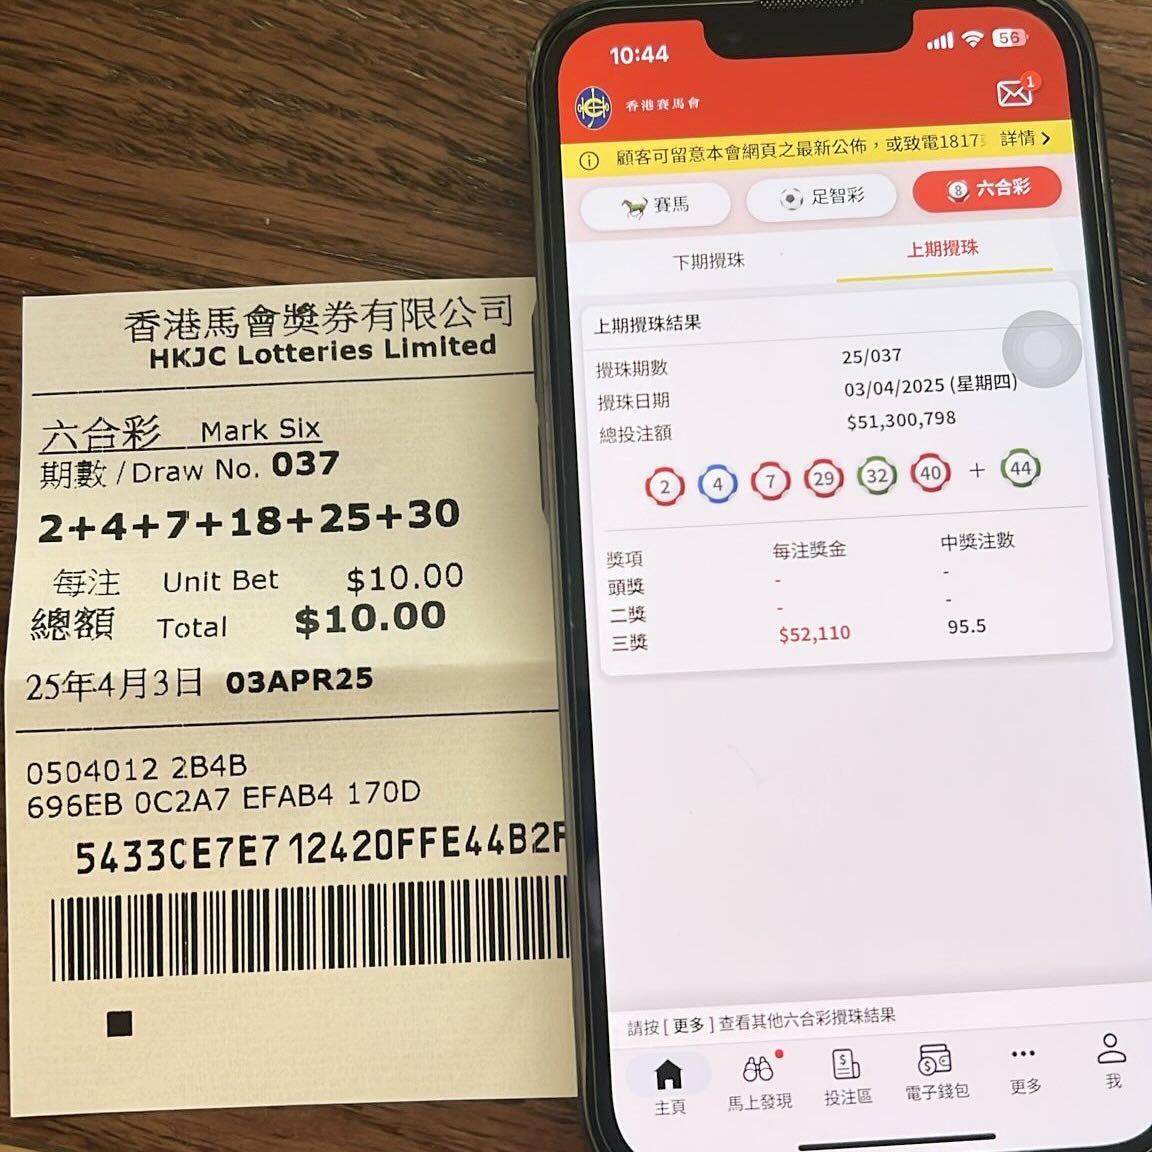 香港馬會獎券有限公司
HKJC Lotteries Limited
六合彩 Mark Six
期數 /Draw No. 037
2+4+7+18+25+30
每注 Unit Bet $10.00
總額 Total $10.00
25年4月3日 03APR25
0504012 2B4B
696EB 0C2A7 EFAB4 170D
5433CE7E712420FFE44B2F
10:44
56
香港賽馬會
1
顧客可留意本會網頁之最新公佈，或致電1817
詳情
賽馬
足智彩
8 六合彩
下期攪珠
上期攪珠
上期攪珠結果
攪珠期數 25/037
攪珠日期 03/04/2025 (星期四)
總投注額 $51,300,798
2 4 7 29 32 40 + 44
獎項 每注獎金 中獎注數
頭獎 - -
二獎 - -
三獎 $52,110 95.5
請按 [ 更多 ] 查看其他六合彩攪珠結果
主頁
馬上發現
投注區
電子錢包
更多
我